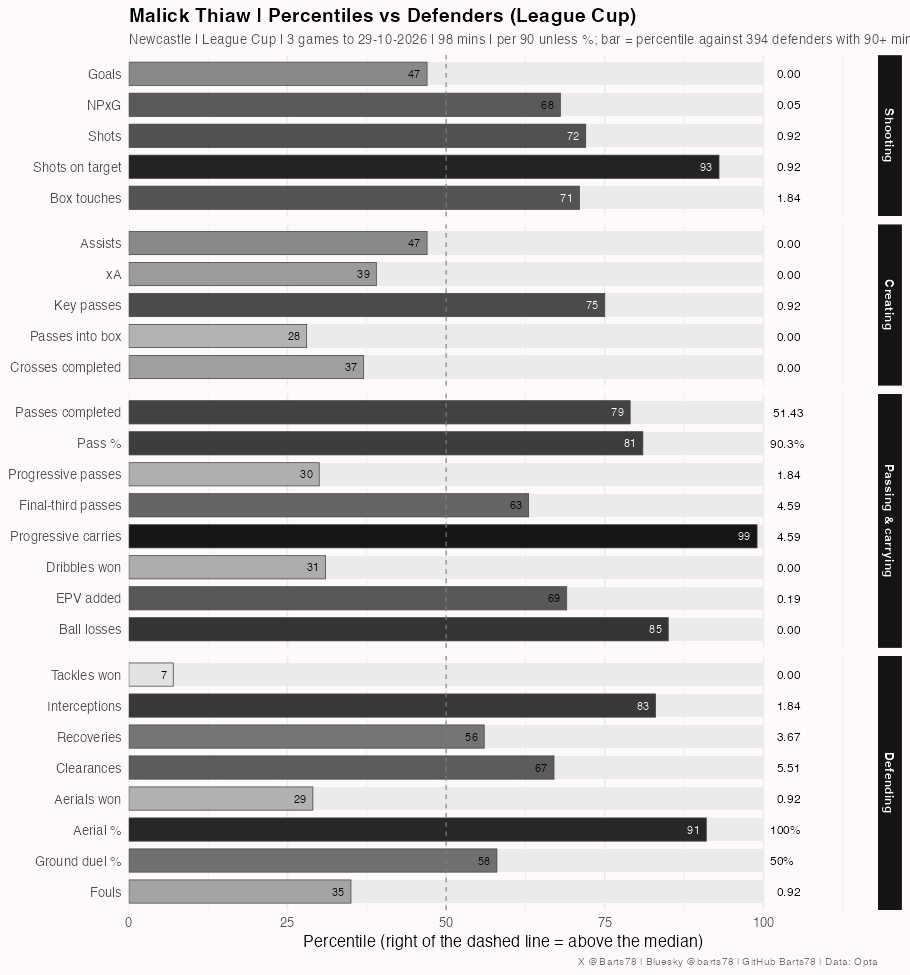 Malick Thiaw | Percentiles vs Defenders (League Cup)
Newcastle | League Cup | 3 games to 29-10-2026 | 98 mins | per 90 unless %; bar = percentile against 394 defenders with 90+ min
Shooting
Goals 47 0.00
NPxG 68 0.05
Shots 72 0.92
Shots on target 93 0.92
Box touches 71 1.84
Creating
Assists 47 0.00
xA 39 0.00
Key passes 75 0.92
Passes into box 28 0.00
Crosses completed 37 0.00
Passing & carrying
Passes completed 79 51.43
Pass % 81 90.3%
Progressive passes 30 1.84
Final-third passes 63 4.59
Progressive carries 99 4.59
Dribbles won 31 0.00
EPV added 69 0.19
Ball losses 85 0.00
Defending
Tackles won 7 0.00
Interceptions 83 1.84
Recoveries 56 3.67
Clearances 67 5.51
Aerials won 29 0.92
Aerial % 91 100%
Ground duel % 58 50%
Fouls 35 0.92
0 25 50 75 100
Percentile (right of the dashed line = above the median)
X @Barts78 | Bluesky @barts78 | GitHub Barts78 | Data: Opta